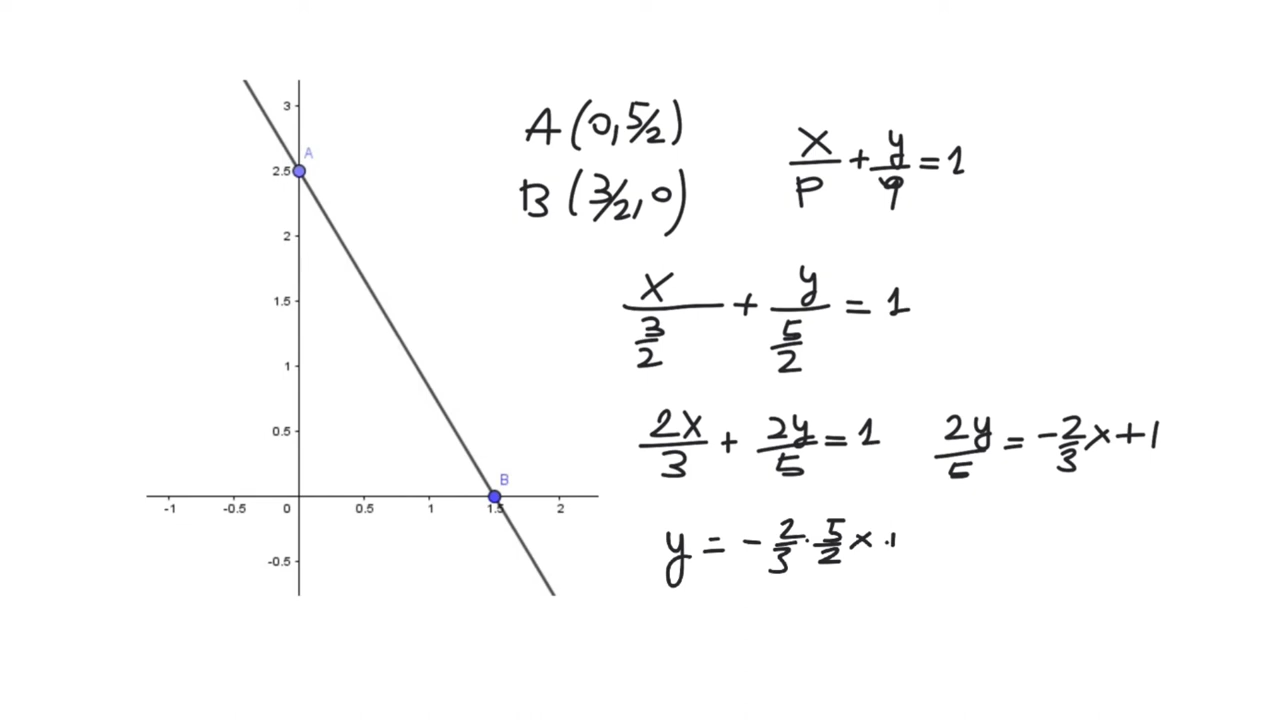 A (0, 5/2)
B (3/2, 0)
x/p + y/q = 1
x/(3/2) + y/(5/2) = 1
2x/3 + 2y/5 = 1
2y/5 = -2/3 x + 1
y = -2/3 · 5/2 x
3
A
2.5
2
1.5
1
0.5
B
-1
-0.5
0
0.5
1
1.5
2
-0.5